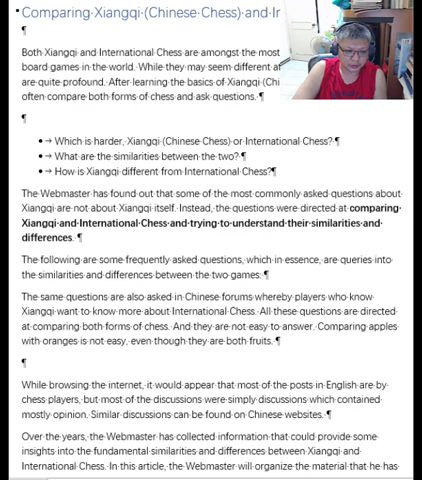 Comparing Xiangqi (Chinese Chess) and Ir
Both Xiangqi and International Chess are amongst the most
board games in the world. While they may seem different at
are quite profound. After learning the basics of Xiangqi (Chi
often compare both forms of chess and ask questions.
Which is harder, Xiangqi (Chinese Chess) or International Chess?
What are the similarities between the two?
How is Xiangqi different from International Chess?
The Webmaster has found out that some of the most commonly asked questions about
Xiangqi are not about Xiangqi itself. Instead, the questions were directed at comparing
Xiangqi and International Chess and trying to understand their similarities and
differences.
The following are some frequently asked questions, which in essence, are queries into
the similarities and differences between the two games:
The same questions are also asked in Chinese forums whereby players who know
Xiangqi want to know more about International Chess. All these questions are directed
at comparing both forms of chess. And they are not easy to answer. Comparing apples
with oranges is not easy, even though they are both fruits.
While browsing the internet, it would appear that most of the posts in English are by
chess players, but most of the discussions were simply discussions which contained
mostly opinion. Similar discussions can be found on Chinese websites.
Over the years, the Webmaster has collected information that could provide some
insights into the fundamental similarities and differences between Xiangqi and
International Chess. In this article, the Webmaster will organize the material that he has